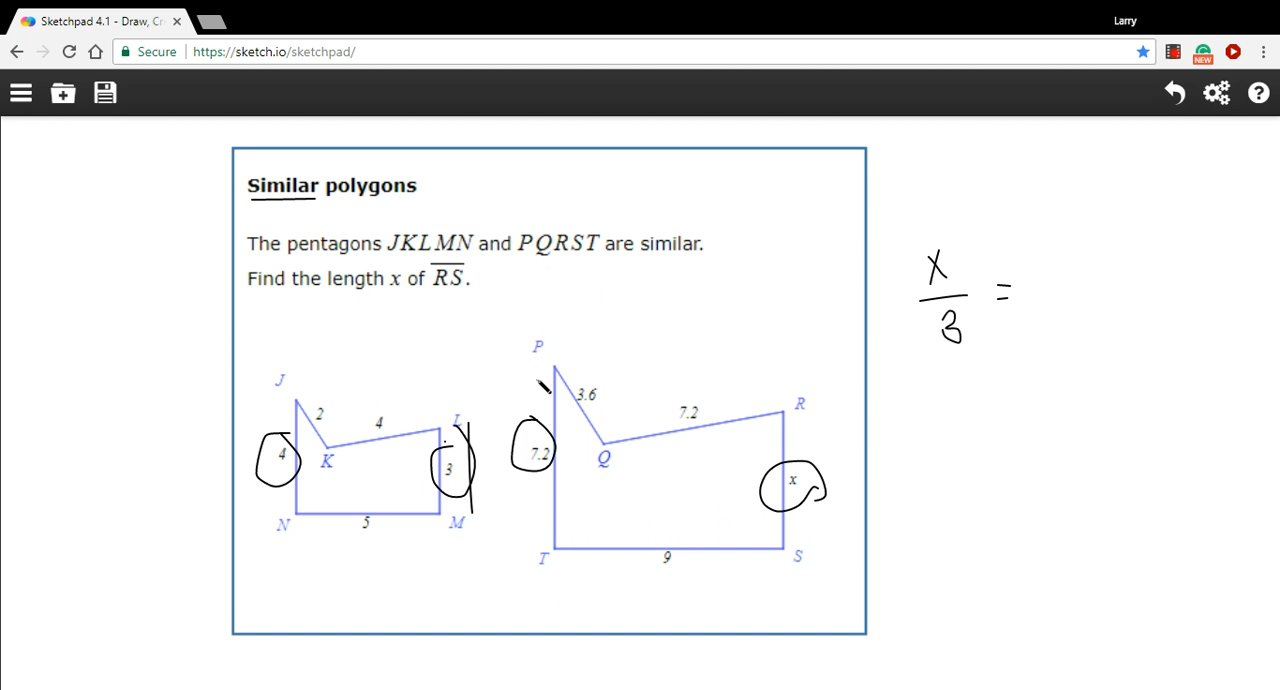 Sketchpad 4.1 - Draw, Cr
Larry
Secure https://sketch.io/sketchpad/
NEW
Similar polygons
The pentagons JKLMN and PQRST are similar.
Find the length x of RS.
x
3 =
P
J
3.6
R
2
7.2
4
L
4
K
7.2
Q
3
x
N
5
M
T
9
S